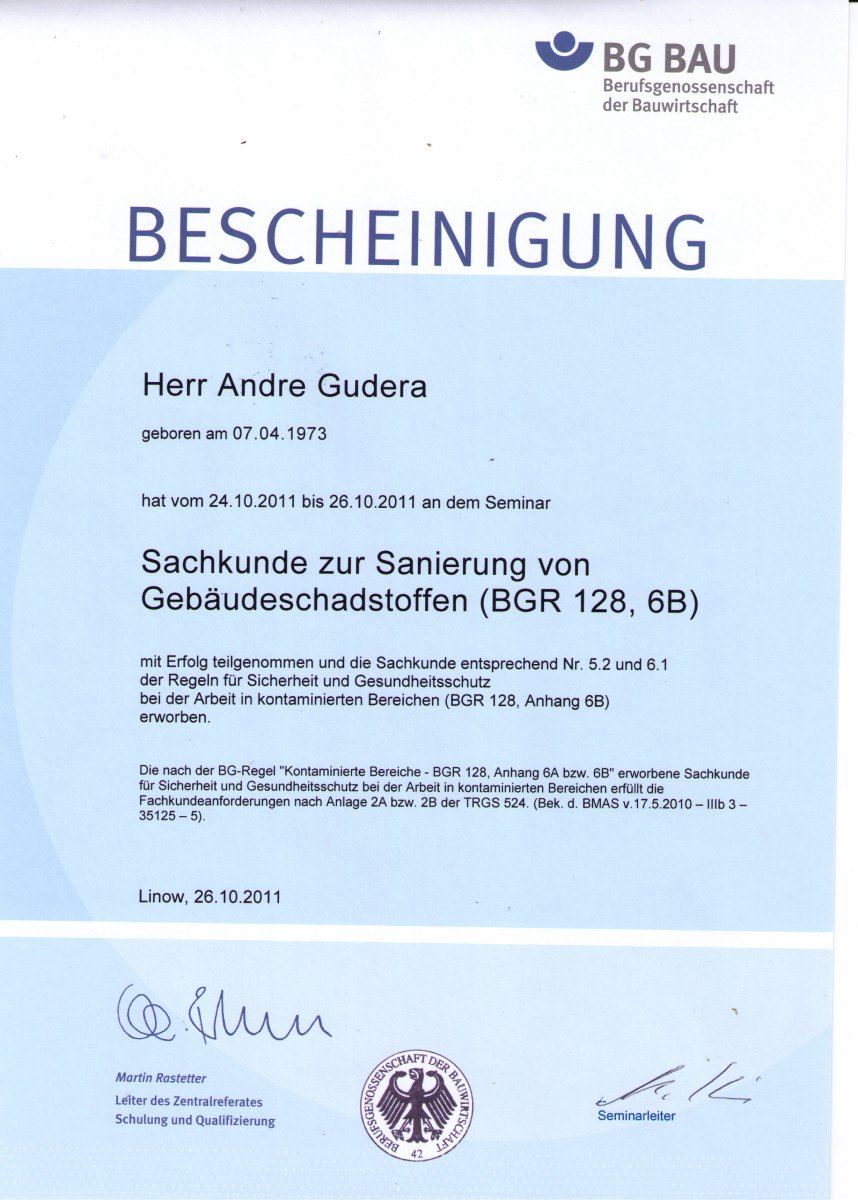 BG BAU
Berufsgenossenschaft
der Bauwirtschaft
BESCHEINIGUNG
Herr Andre Gudera
geboren am 07.04.1973
hat vom 24.10.2011 bis 26.10.2011 an dem Seminar
Sachkunde zur Sanierung von
Gebäudeschadstoffen (BGR 128, 6B)
mit Erfolg teilgenommen und die Sachkunde entsprechend Nr. 5.2 und 6.1
der Regeln für Sicherheit und Gesundheitsschutz
bei der Arbeit in kontaminierten Bereichen (BGR 128, Anhang 6B)
erworben.
Die nach der BG-Regel "Kontaminierte Bereiche - BGR 128, Anhang 6A bzw. 6B" erworbene Sachkunde
für Sicherheit und Gesundheitsschutz bei der Arbeit in kontaminierten Bereichen erfüllt die
Fachkundeanforderungen nach Anlage 2A bzw. 2B der TRGS 524. (Bek. d. BMAS v.17.5.2010 – IIIb 3 –
35125 – 5).
Linow, 26.10.2011
Martin Rastetter
Leiter des Zentralreferates
Schulung und Qualifizierung
BERUFSGENOSSENSCHAFT DER BAUWIRTSCHAFT
42
Seminarleiter